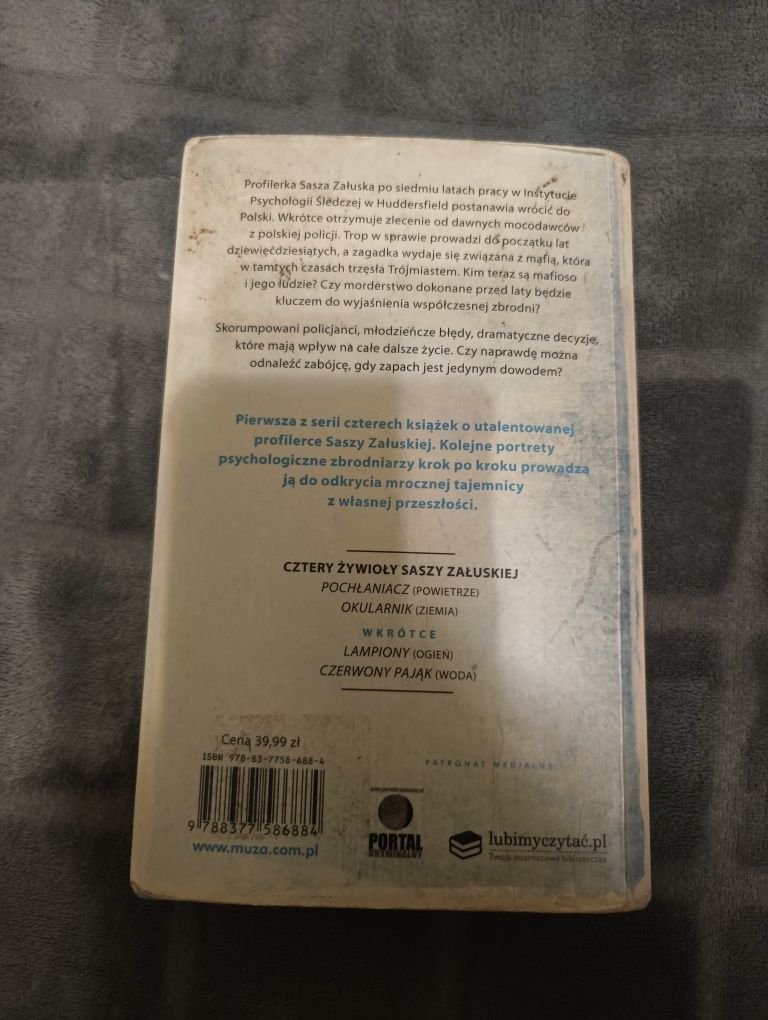 Profilerka Sasza Załuska po siedmiu latach pracy w Instytucie
Psychologii Śledczej w Huddersfield postanawia wrócić do
Polski. Wkrótce otrzymuje zlecenie od dawnych mocodawców
z polskiej policji. Trop w sprawie prowadzi do początku lat
dziewięćdziesiątych, a zagadka wydaje się związana z mafią, która
w tamtych czasach trzęsła Trójmiastem. Kim teraz są mafioso
i jego ludzie? Czy morderstwo dokonane przed laty będzie
kluczem do wyjaśnienia współczesnej zbrodni?
Skorumpowani policjanci, młodzieńcze błędy, dramatyczne decyzje,
które mają wpływ na całe dalsze życie. Czy naprawdę można
odnaleźć zabójcę, gdy zapach jest jedynym dowodem?
Pierwsza z serii czterech książek o utalentowanej
profilerce Saszy Załuskiej. Kolejne portrety
psychologiczne zbrodniarzy krok po kroku prowadzą
ją do odkrycia mrocznej tajemnicy
z własnej przeszłości.
CZTERY ŻYWIOŁY SASZY ZAŁUSKIEJ
POCHŁANIACZ (POWIETRZE)
OKULARNIK (ZIEMIA)
WKRÓTCE
LAMPIONY (OGIEŃ)
CZERWONY PAJĄK (WODA)
Cena 39,99 zł
ISBN 978-83-7758-688-4
9 788377 586884
www.muza.com.pl
PATRONAT MEDIALNY
www.portalkryminalny.pl
PORTAL
KRYMINALNY
lubimyczytać.pl
Twoja internetowa biblioteczka